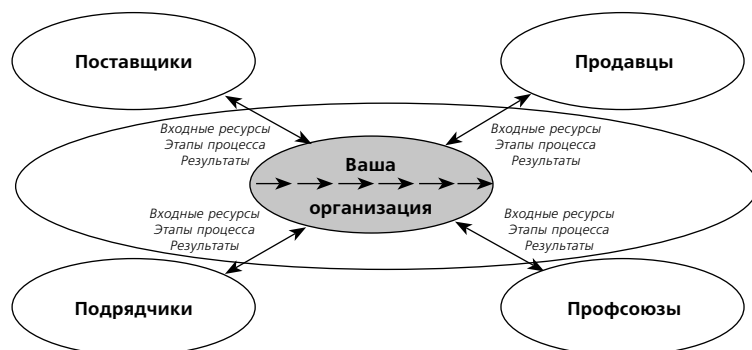 Поставщики
Продавцы
Входные ресурсы
Этапы процесса
Результаты
Входные ресурсы
Этапы процесса
Результаты
Ваша
организация
Входные ресурсы
Этапы процесса
Результаты
Входные ресурсы
Этапы процесса
Результаты
Подрядчики
Профсоюзы